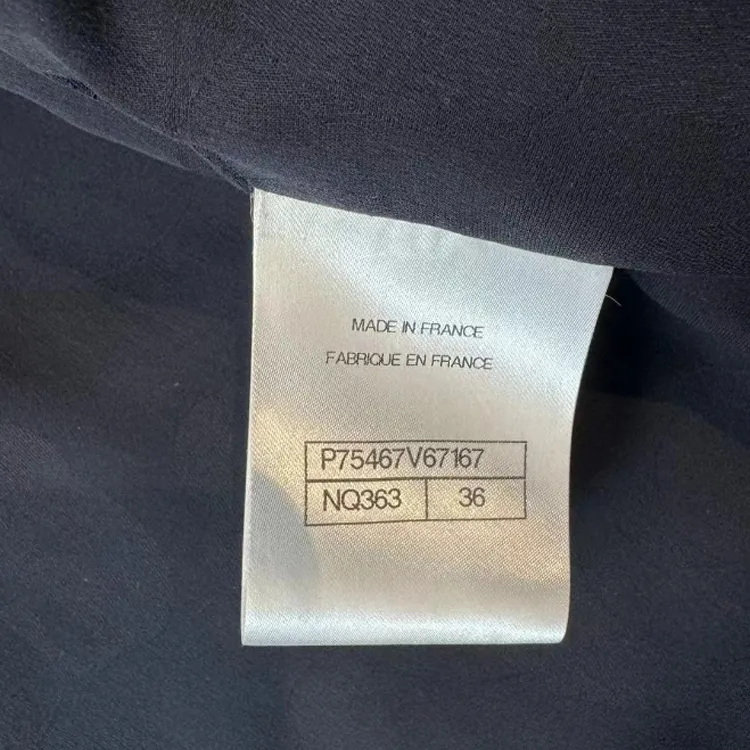 MADE IN FRANCE
FABRIQUE EN FRANCE
P75467V67167
NQ363 36